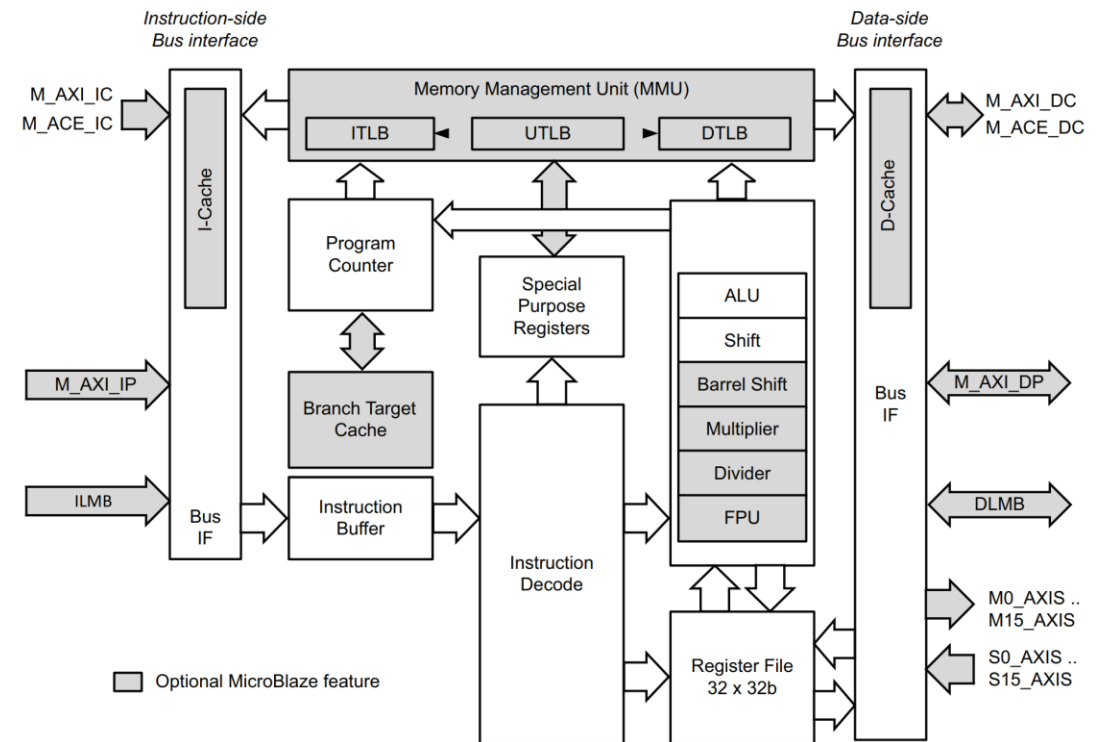 Instruction-side
Bus interface
Data-side
Bus interface
M_AXI_IC
M_ACE_IC
I-Cache
Memory Management Unit (MMU)
ITLB
UTLB
DTLB
D-Cache
M_AXI_DC
M_ACE_DC
Program
Counter
Special
Purpose
Registers
ALU
Shift
Barrel Shift
Multiplier
Divider
FPU
M_AXI_IP
Branch Target
Cache
Bus
IF
M_AXI_DP
ILMB
Bus
IF
Instruction
Buffer
Instruction
Decode
DLMB
M0_AXIS ..
M15_AXIS
Register File
32 x 32b
S0_AXIS ..
S15_AXIS
Optional MicroBlaze feature